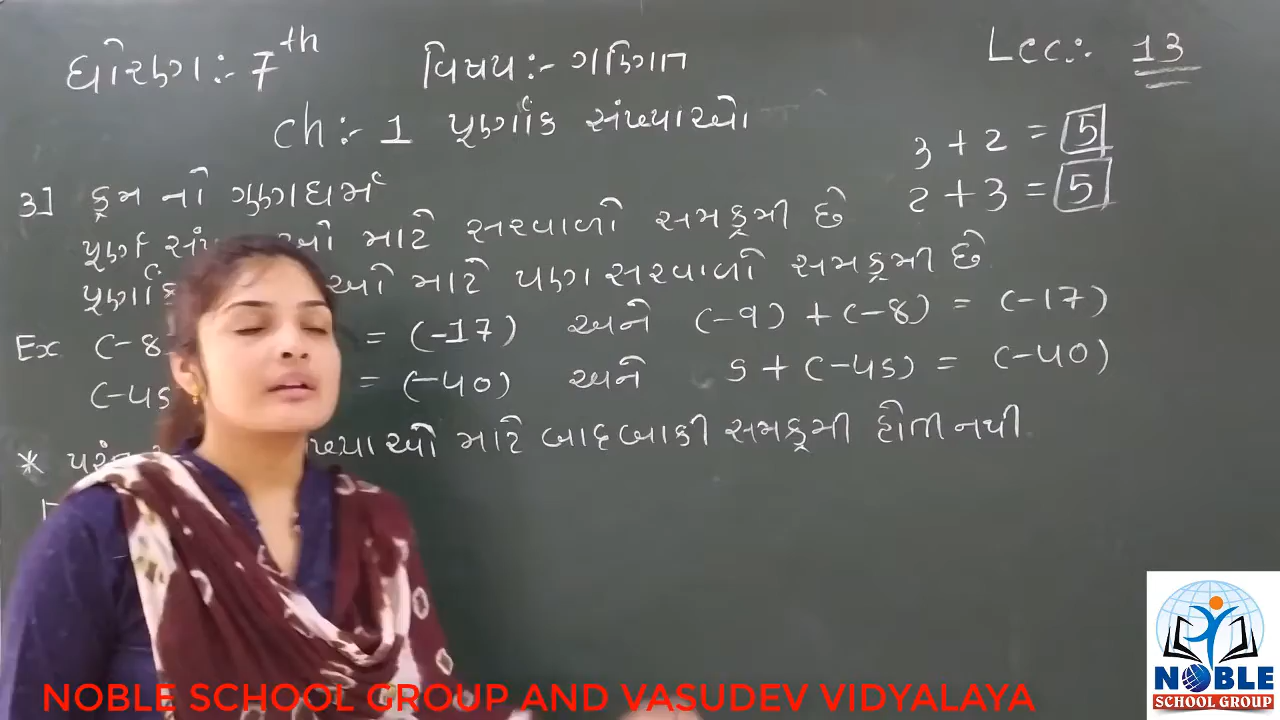 ધોરણ:- 7th વિષય:- ગણિત Lec:- 13
ch:- 1 પૂર્ણાંક સંખ્યાઓ
3 + 2 = 5
2 + 3 = 5
3] ક્રમ નો ગુણધર્મ
પૂર્ણ માટે સરવાળો સમક્રમી છે
માટે પણ સરવાળો સમક્રમી છે
Ex (-8 = (-17) અને (-9) + (-8) = (-17)
(-45 = (-40) અને 5 + (-45) = (-40)
* માટે બાદબાકી સમક્રમી હોતી નથી
NOBLE SCHOOL GROUP AND VASUDEV VIDYALAYA
NOBLE
SCHOOL GROUP